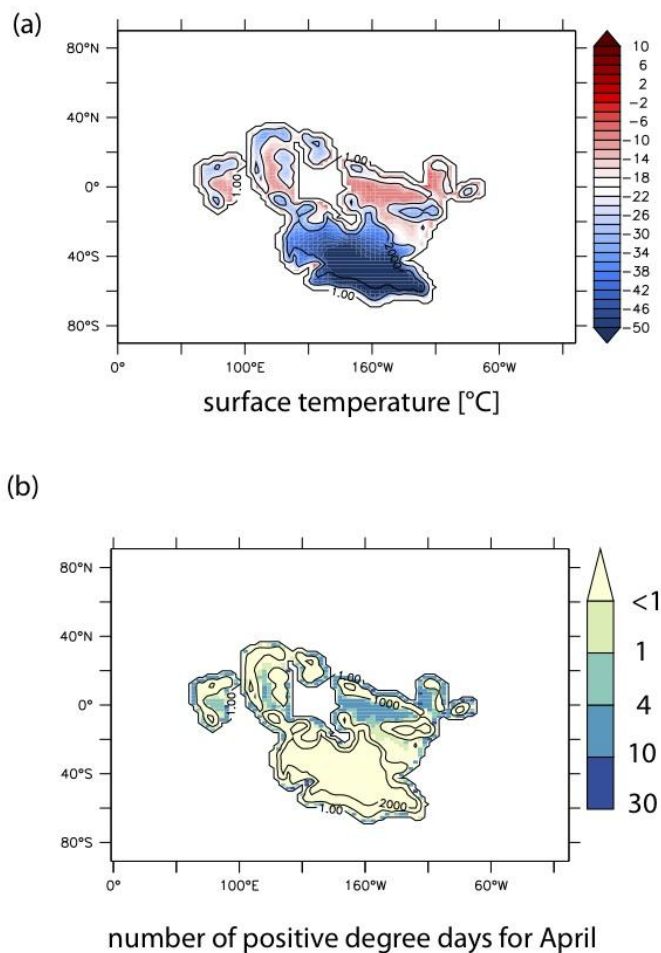 (a)
80°N
40°N
0°
40°S
80°S
0°
100°E
160°W
60°W
1.00
1.00
2000
1.00
10
6
2
-2
-6
-10
-14
-18
-22
-26
-30
-34
-38
-42
-46
-50
surface temperature [°C]
(b)
80°N
40°N
0°
40°S
80°S
0°
100°E
160°W
60°W
1.00
1.00
1000
2000
1.00
<1
1
4
10
30
number of positive degree days for April